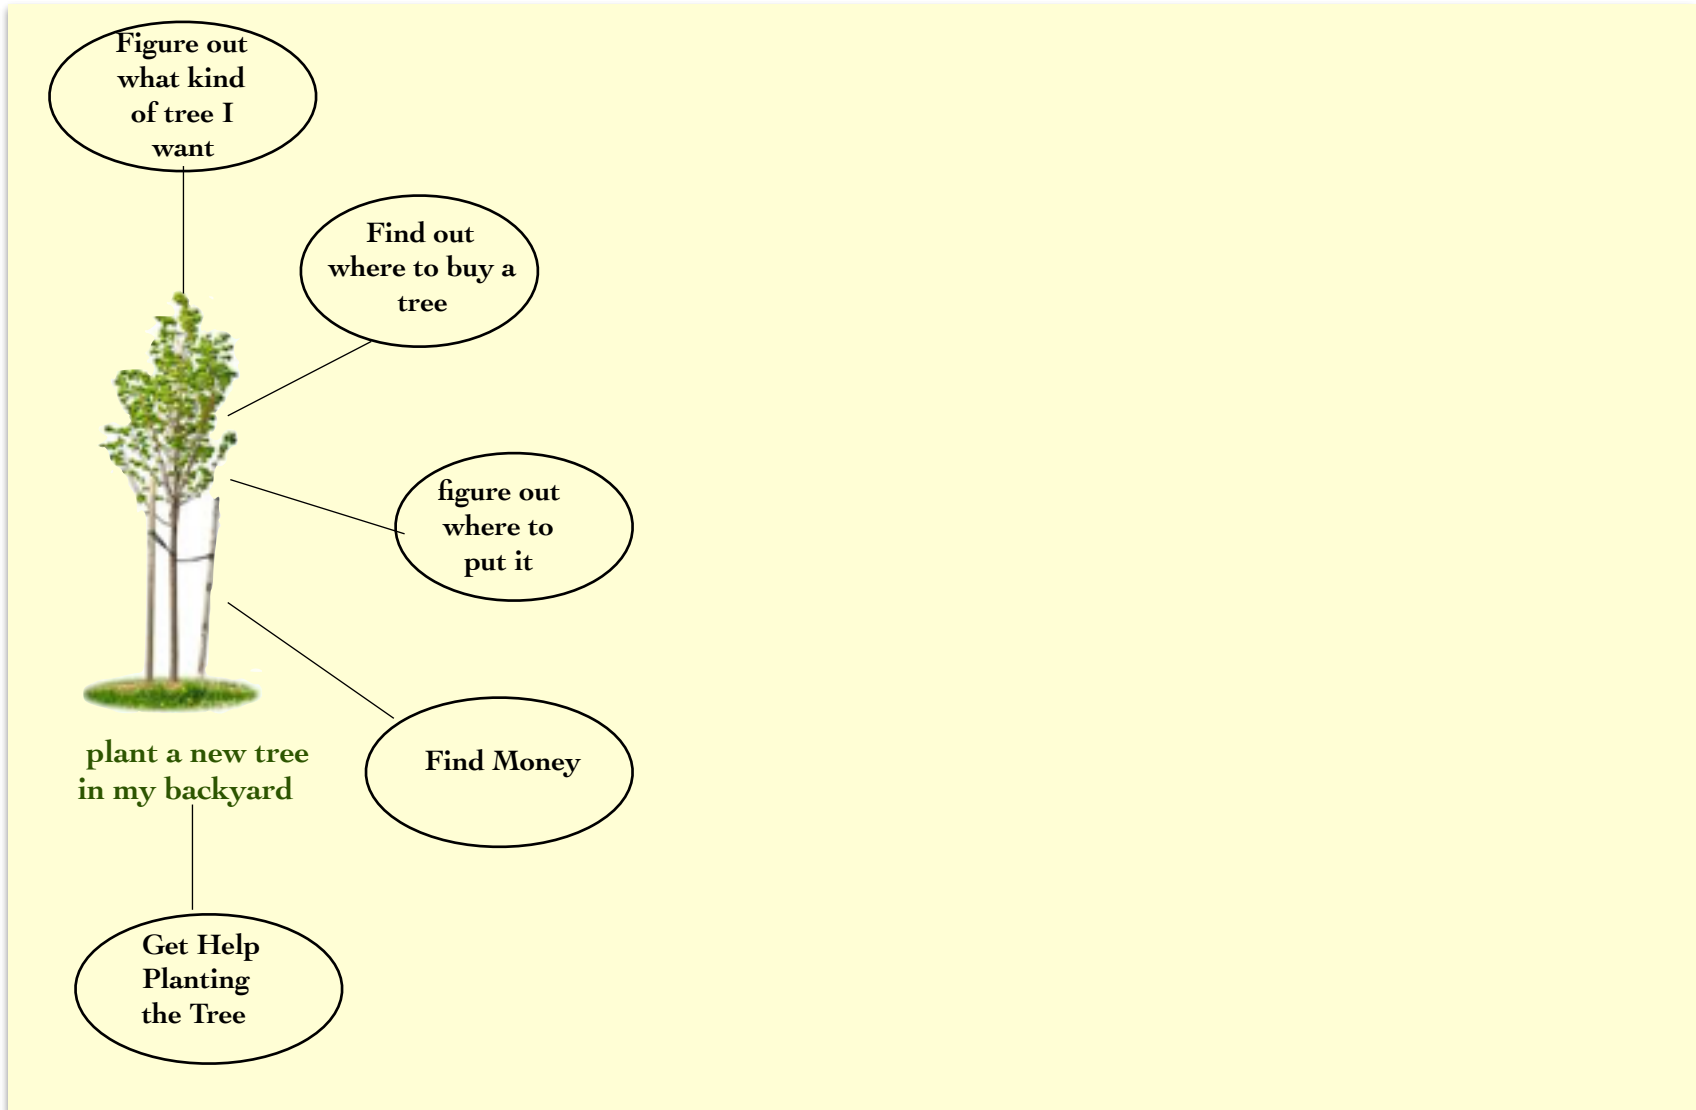 Figure out
what kind
of tree I
want
Find out
where to buy a
tree
figure out
where to
put it
Find Money
plant a new tree
in my backyard
Get Help
Planting
the Tree